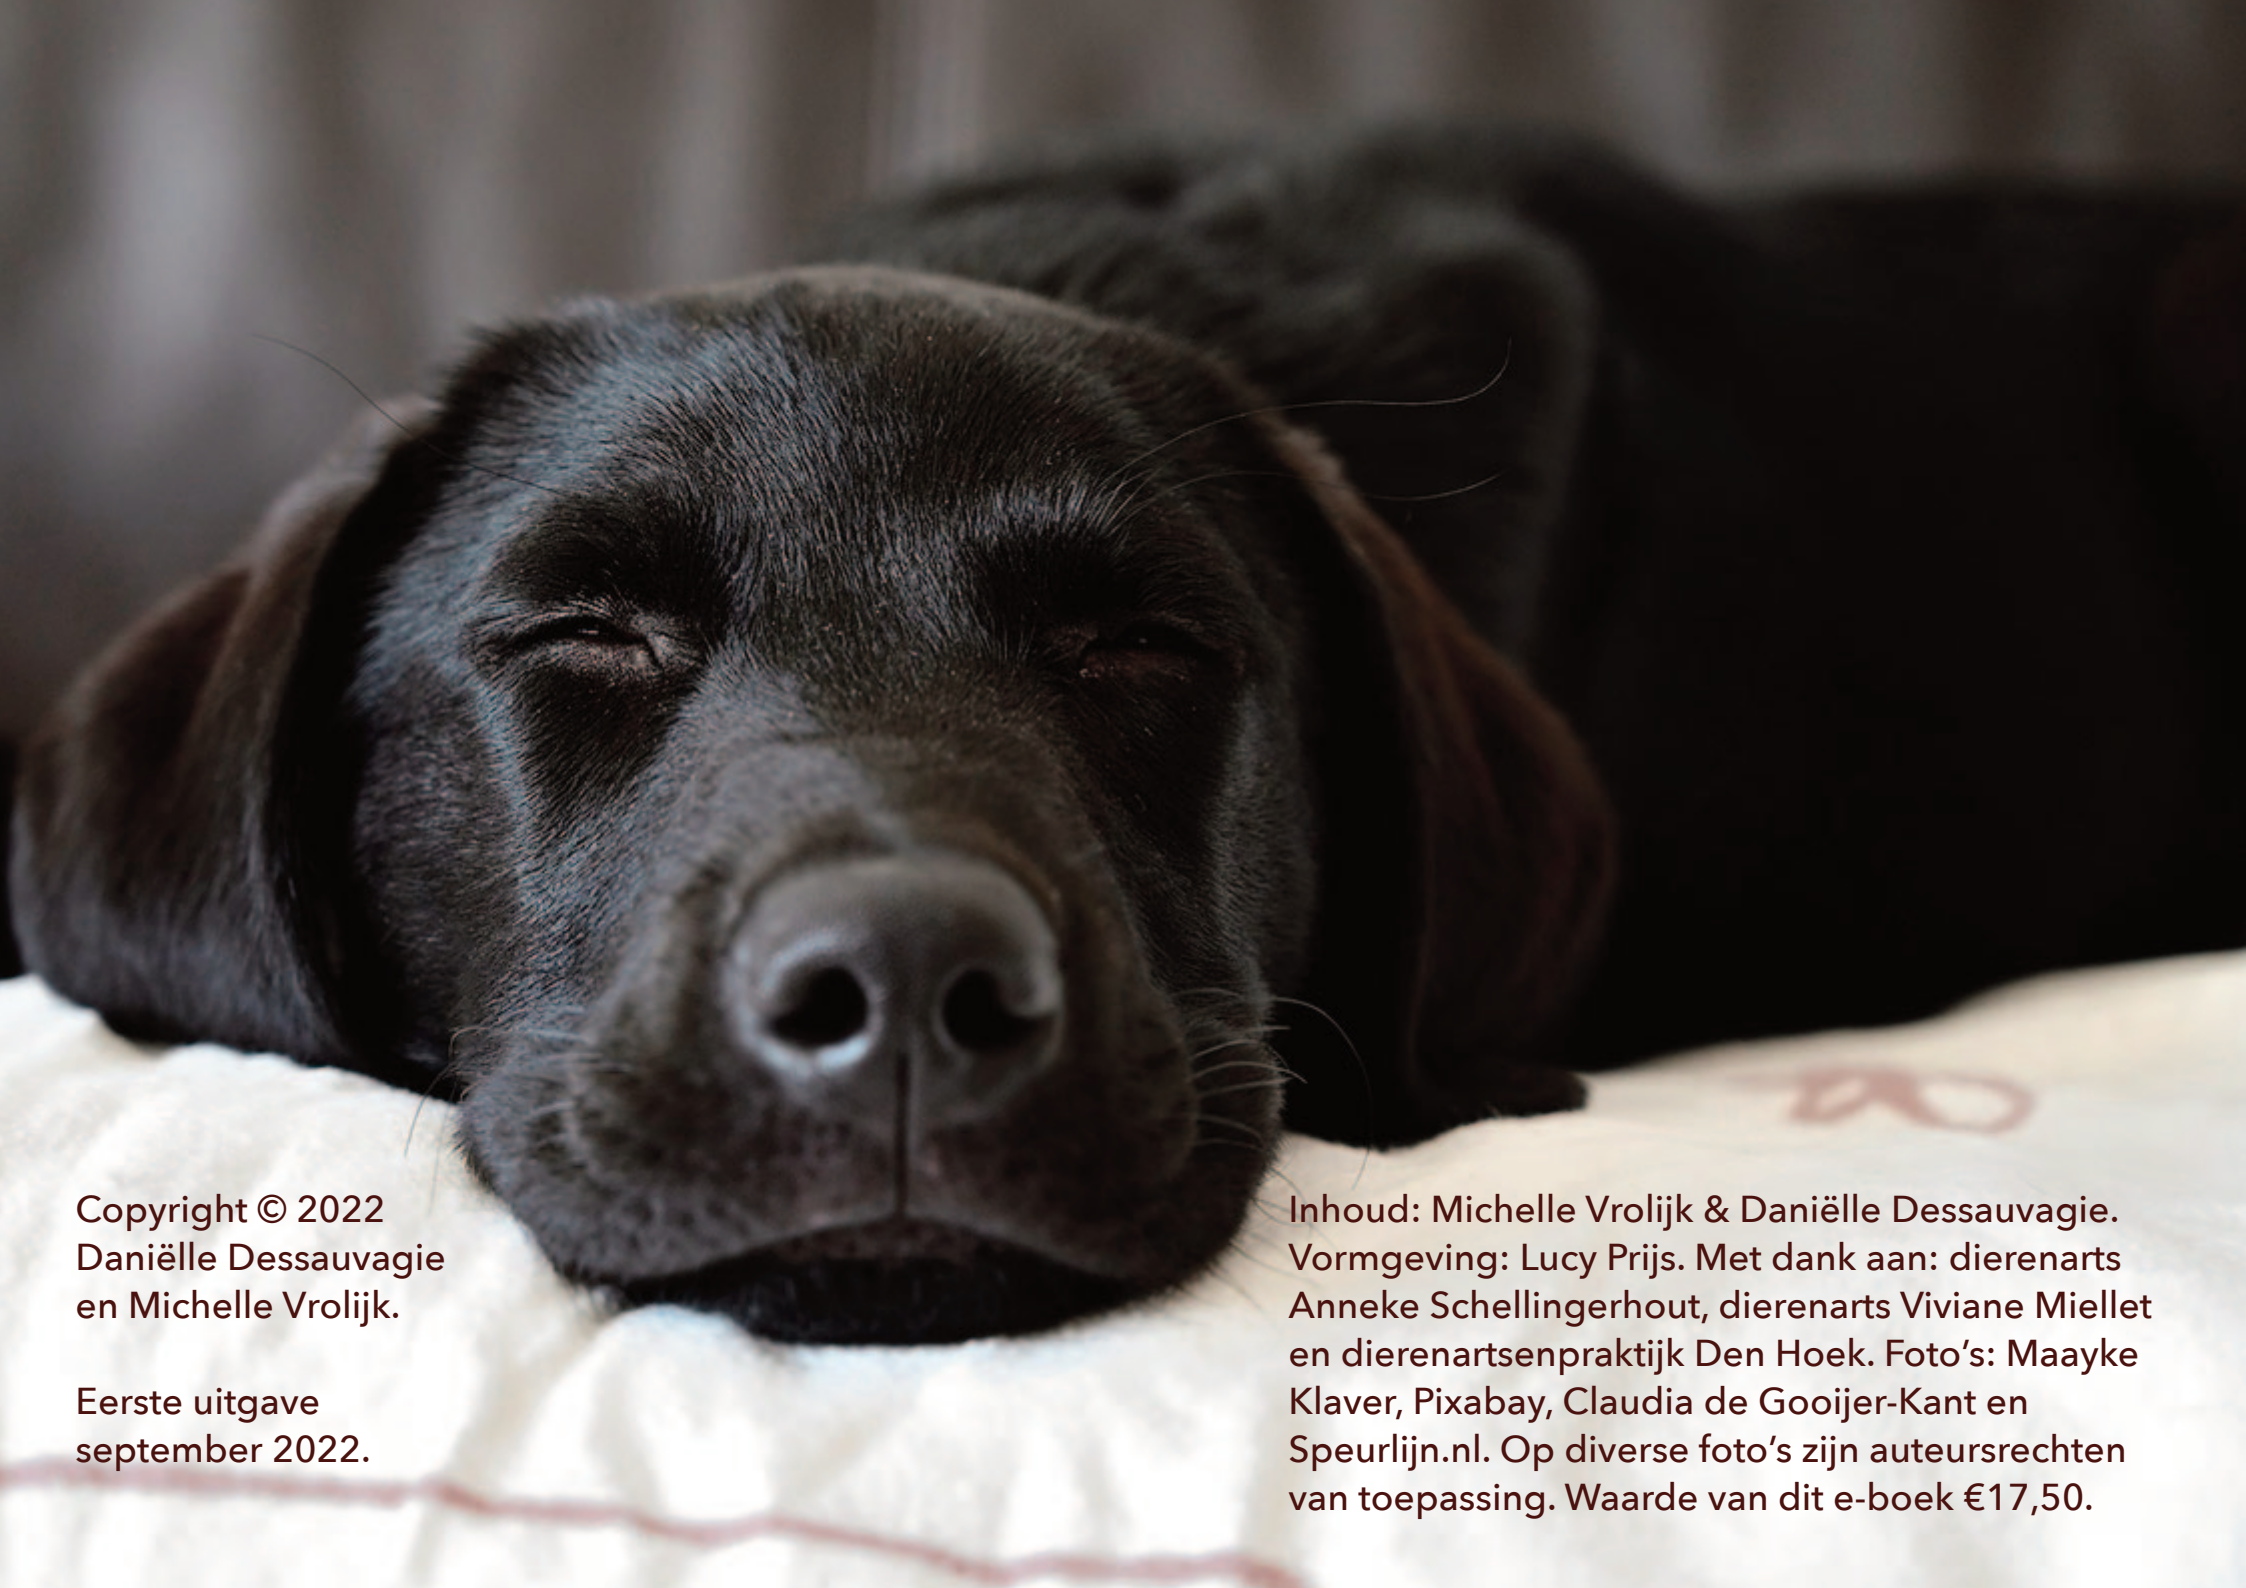 Copyright © 2022
Daniëlle Dessauvagie
en Michelle Vrolijk.
Eerste uitgave
september 2022.
Inhoud: Michelle Vrolijk & Daniëlle Dessauvagie.
Vormgeving: Lucy Prijs. Met dank aan: dierenarts
Anneke Schellingerhout, dierenarts Viviane Miellet
en dierenartsenpraktijk Den Hoek. Foto's: Maayke
Klaver, Pixabay, Claudia de Gooijer-Kant en
Speurlijn.nl. Op diverse foto's zijn auteursrechten
van toepassing. Waarde van dit e-boek €17,50.